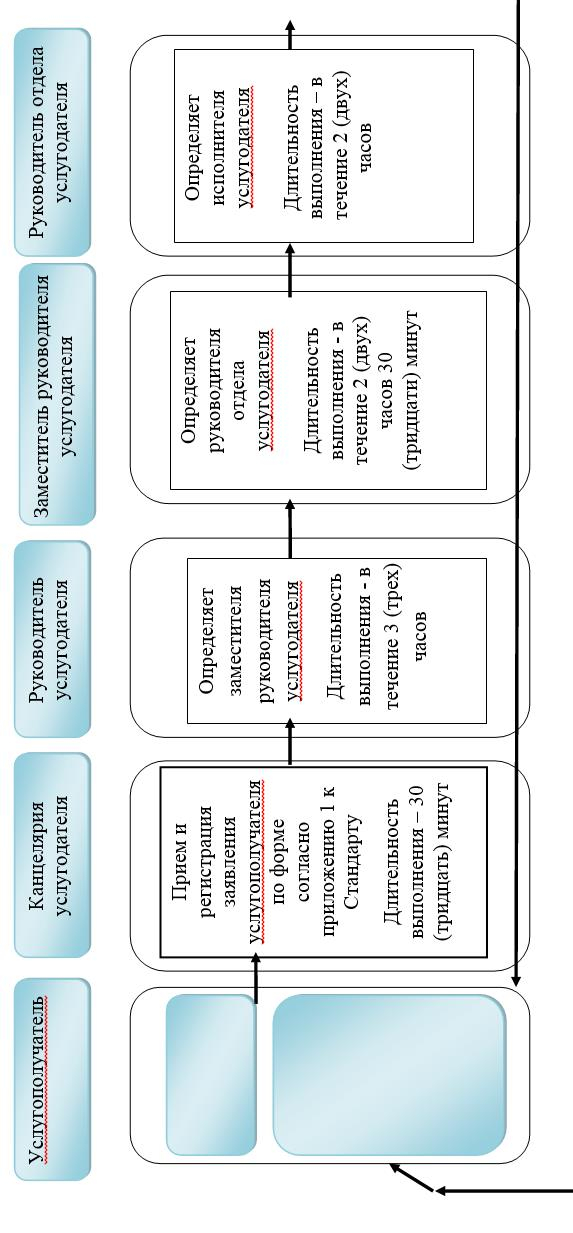 Услугополучатель
Канцелярия
услугодателя
Руководитель
услугодателя
Заместитель руководителя
услугодателя
Руководитель отдела
услугодателя
Прием и
регистрация
заявления
услугополучателя
по форме
согласно
приложению 1 к
Стандарту
Длительность
выполнения – 30
(тридцать) минут
Определяет
заместителя
руководителя
услугодателя
Длительность
выполнения - в
течение 3 (трех)
часов
Определяет
руководителя
отдела
услугодателя
Длительность
выполнения - в
течение 2 (двух)
часов 30
(тридцати) минут
Определяет
исполнителя
услугодателя
Длительность
выполнения – в
течение 2 (двух)
часов